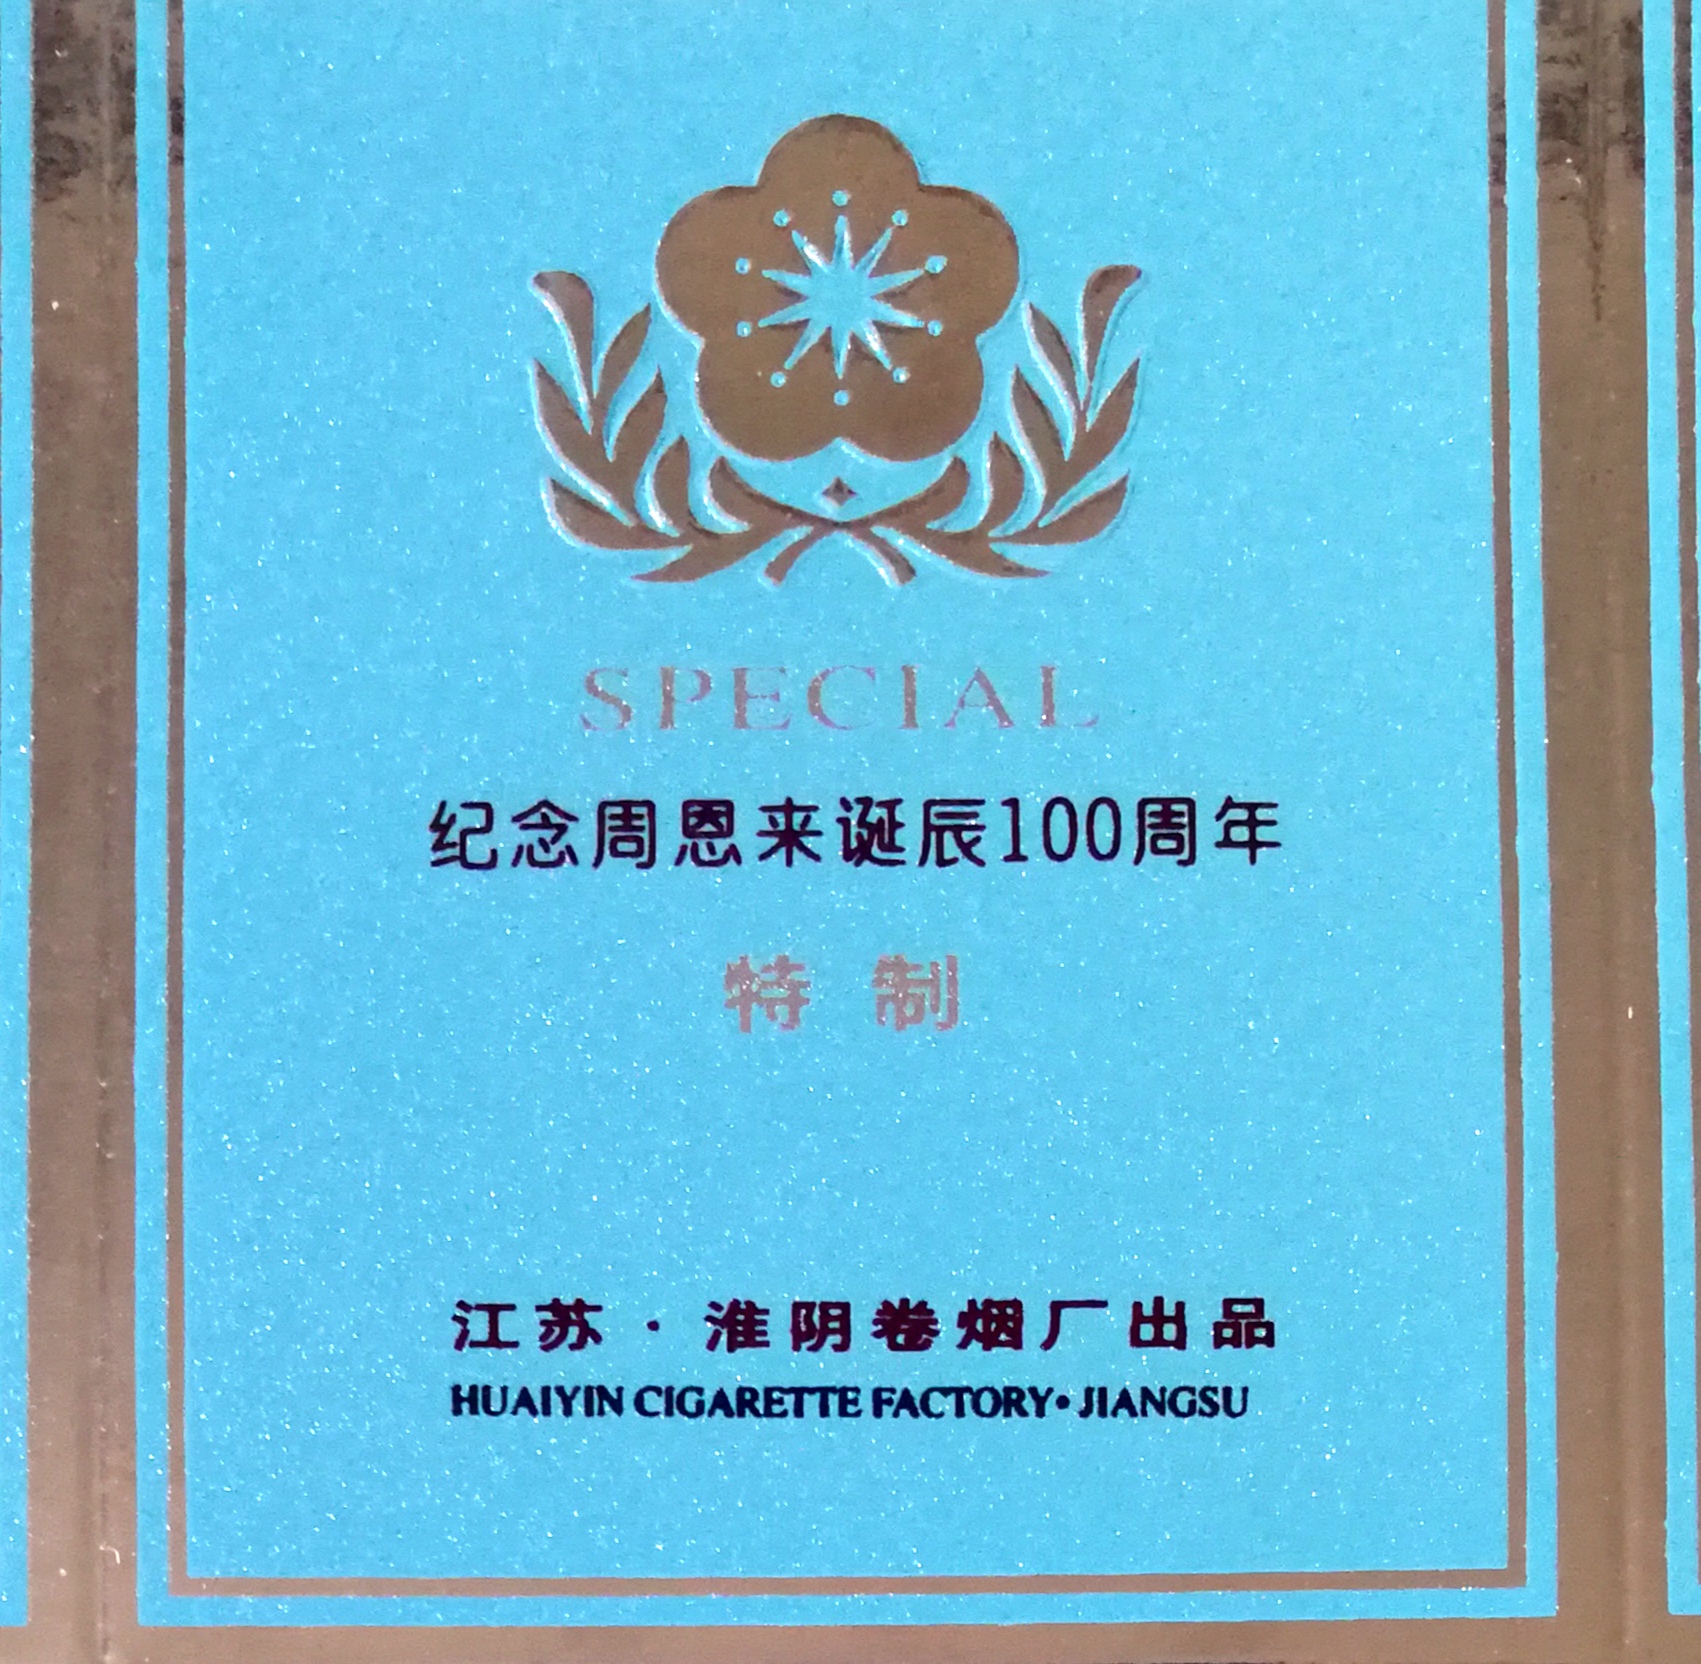 SPECIAL
纪念周恩来诞辰100周年
特制
江苏·淮阴卷烟厂出品
HUAIYIN CIGARETTE FACTORY•JIANGSU